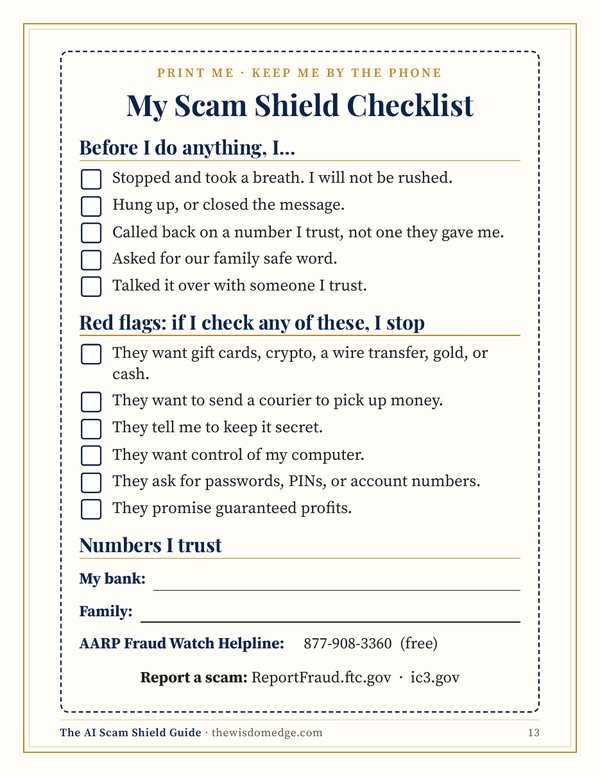 PRINT ME · KEEP ME BY THE PHONE
My Scam Shield Checklist
Before I do anything, I...
Stopped and took a breath. I will not be rushed.
Hung up, or closed the message.
Called back on a number I trust, not one they gave me.
Asked for our family safe word.
Talked it over with someone I trust.
Red flags: if I check any of these, I stop
They want gift cards, crypto, a wire transfer, gold, or
cash.
They want to send a courier to pick up money.
They tell me to keep it secret.
They want control of my computer.
They ask for passwords, PINs, or account numbers.
They promise guaranteed profits.
Numbers I trust
My bank:
Family:
AARP Fraud Watch Helpline: 877-908-3360 (free)
Report a scam: ReportFraud.ftc.gov · ic3.gov
The AI Scam Shield Guide · thewisdomedge.com 13